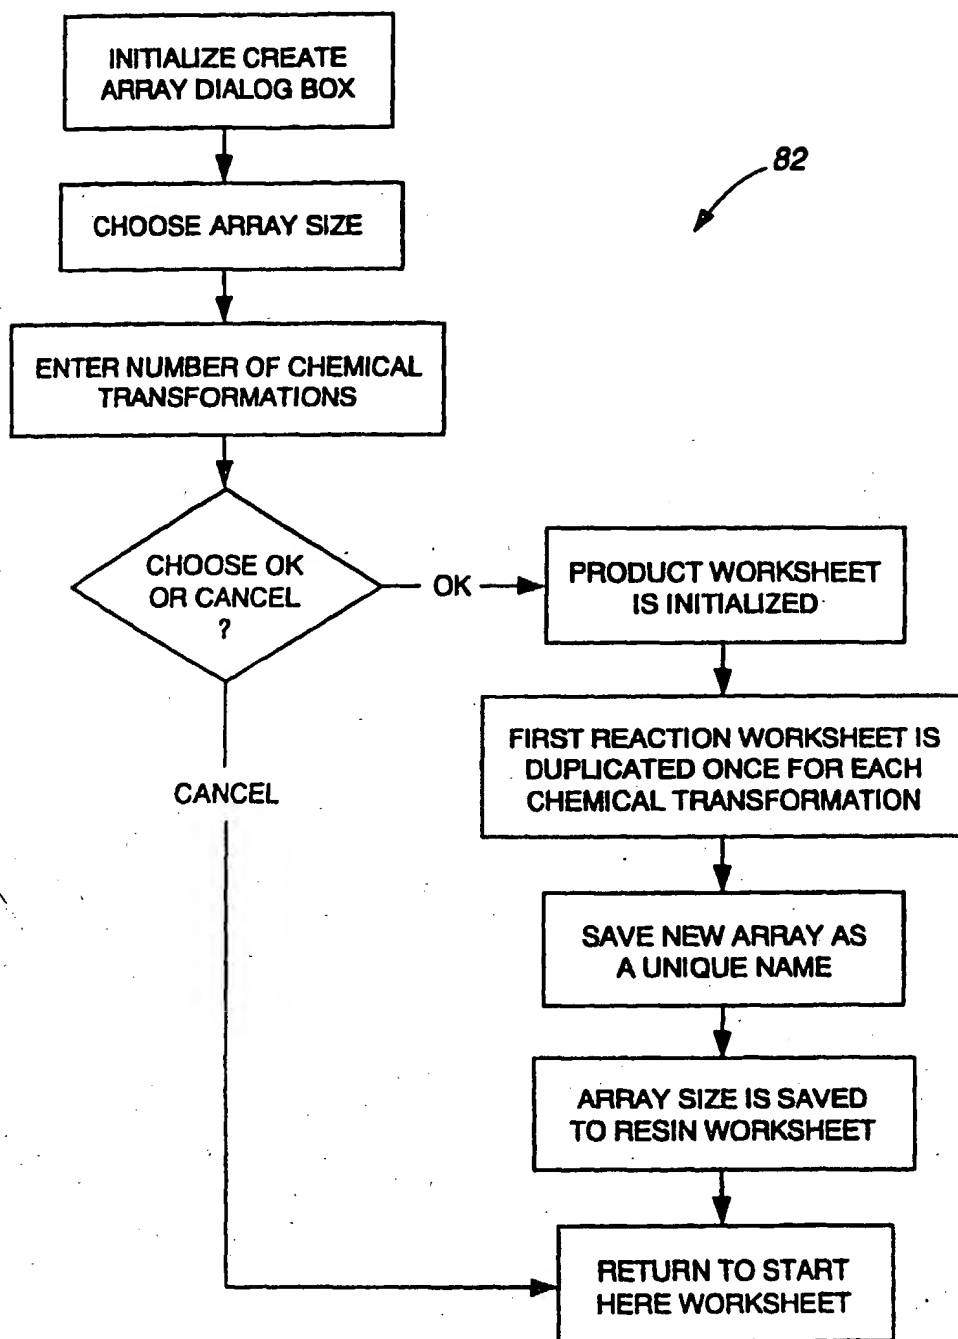 INITIALIZE CREATE
ARRAY DIALOG BOX
82
CHOOSE ARRAY SIZE
ENTER NUMBER OF CHEMICAL
TRANSFORMATIONS
CHOOSE OK
OR CANCEL
?
OK
PRODUCT WORKSHEET
IS INITIALIZED
FIRST REACTION WORKSHEET IS
DUPLICATED ONCE FOR EACH
CHEMICAL TRANSFORMATION
CANCEL
SAVE NEW ARRAY AS
A UNIQUE NAME
ARRAY SIZE IS SAVED
TO RESIN WORKSHEET
RETURN TO START
HERE WORKSHEET